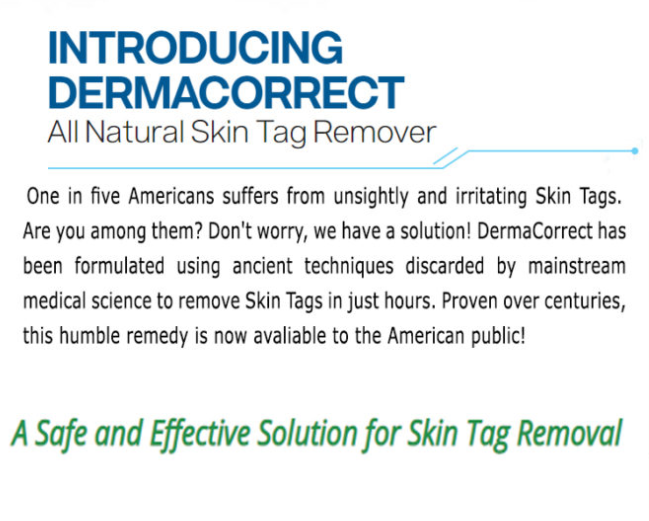 INTRODUCING
DERMACORRECT
All Natural Skin Tag Remover
One in five Americans suffers from unsightly and irritating Skin Tags.
Are you among them? Don't worry, we have a solution! DermaCorrect has
been formulated using ancient techniques discarded by mainstream
medical science to remove Skin Tags in just hours. Proven over centuries,
this humble remedy is now avaliable to the American public!
A Safe and Effective Solution for Skin Tag Removal